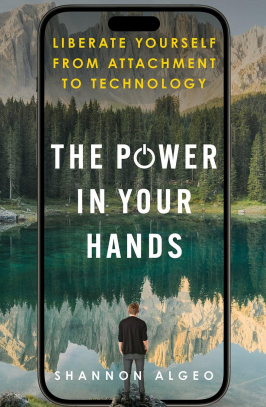 LIBERATE YOURSELF
FROM ATTACHMENT
TO TECHNOLOGY
THE POWER
IN YOUR
HANDS
SHANNON ALGEO